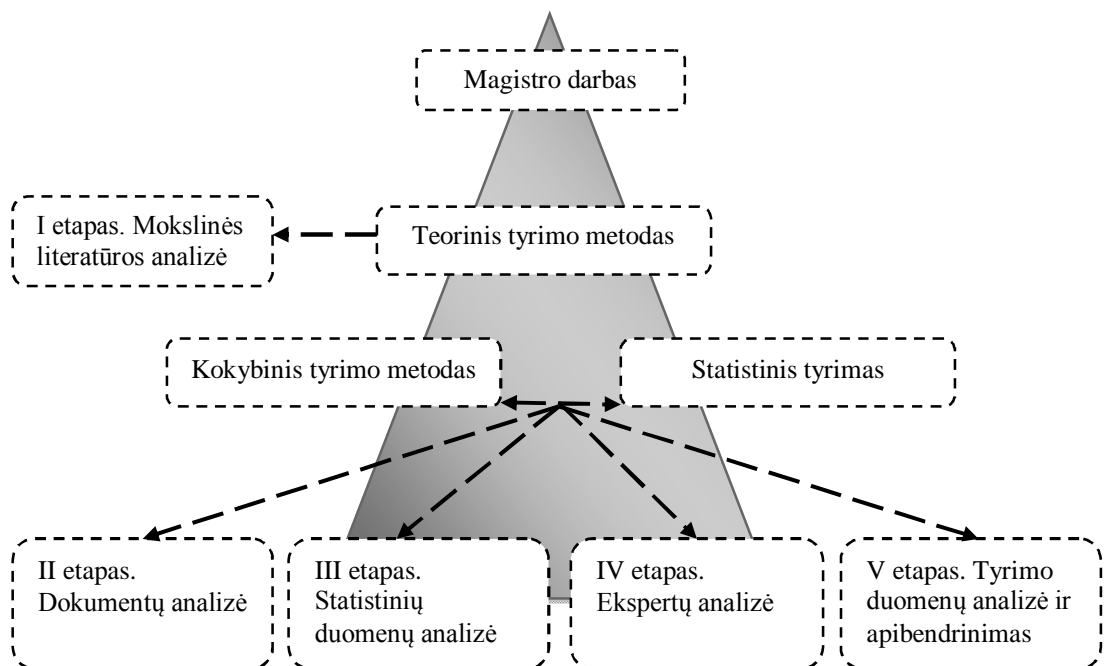 Magistro darbas
I etapas. Mokslinės
literatūros analizė
Teorinis tyrimo metodas
Kokybinis tyrimo metodas
Statistinis tyrimas
II etapas.
Dokumentų analizė
III etapas.
Statistinių
duomenų analizė
IV etapas.
Ekspertų analizė
V etapas. Tyrimo
duomenų analizė ir
apibendrinimas